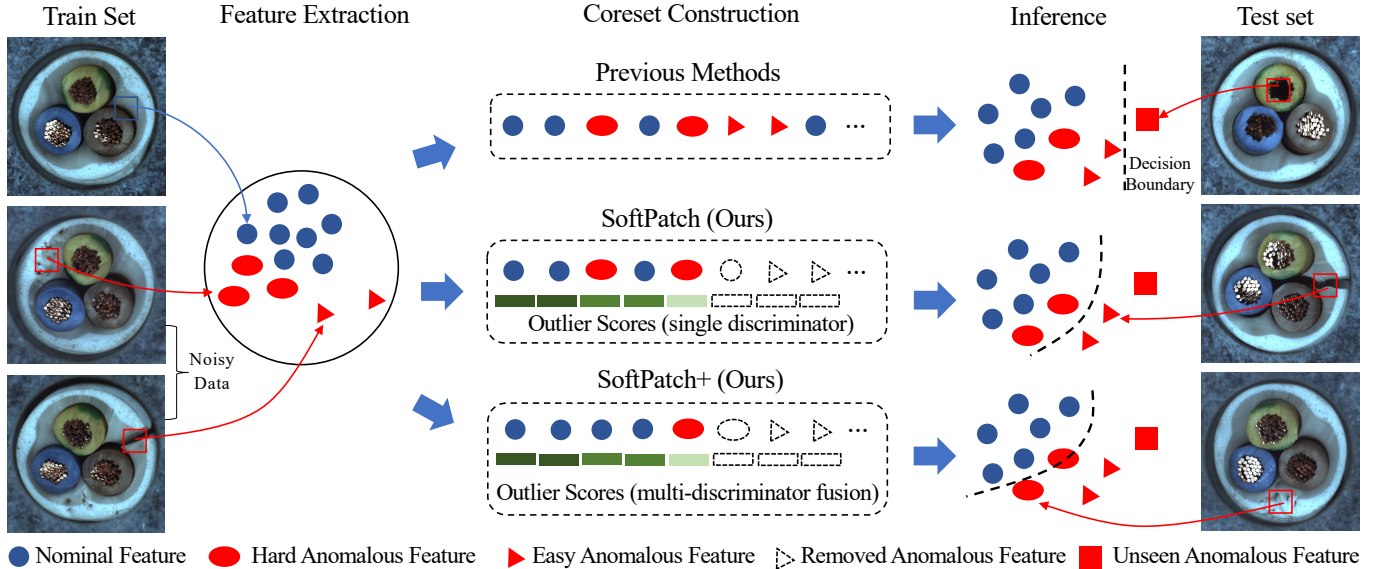 Train Set
Feature Extraction
Coreset Construction
Inference
Test set
Previous Methods
...
Decision
Boundary
SoftPatch (Ours)
...
Outlier Scores (single discriminator)
Noisy
Data
SoftPatch+ (Ours)
...
Outlier Scores (multi-discriminator fusion)
Nominal Feature
Hard Anomalous Feature
Easy Anomalous Feature
Removed Anomalous Feature
Unseen Anomalous Feature